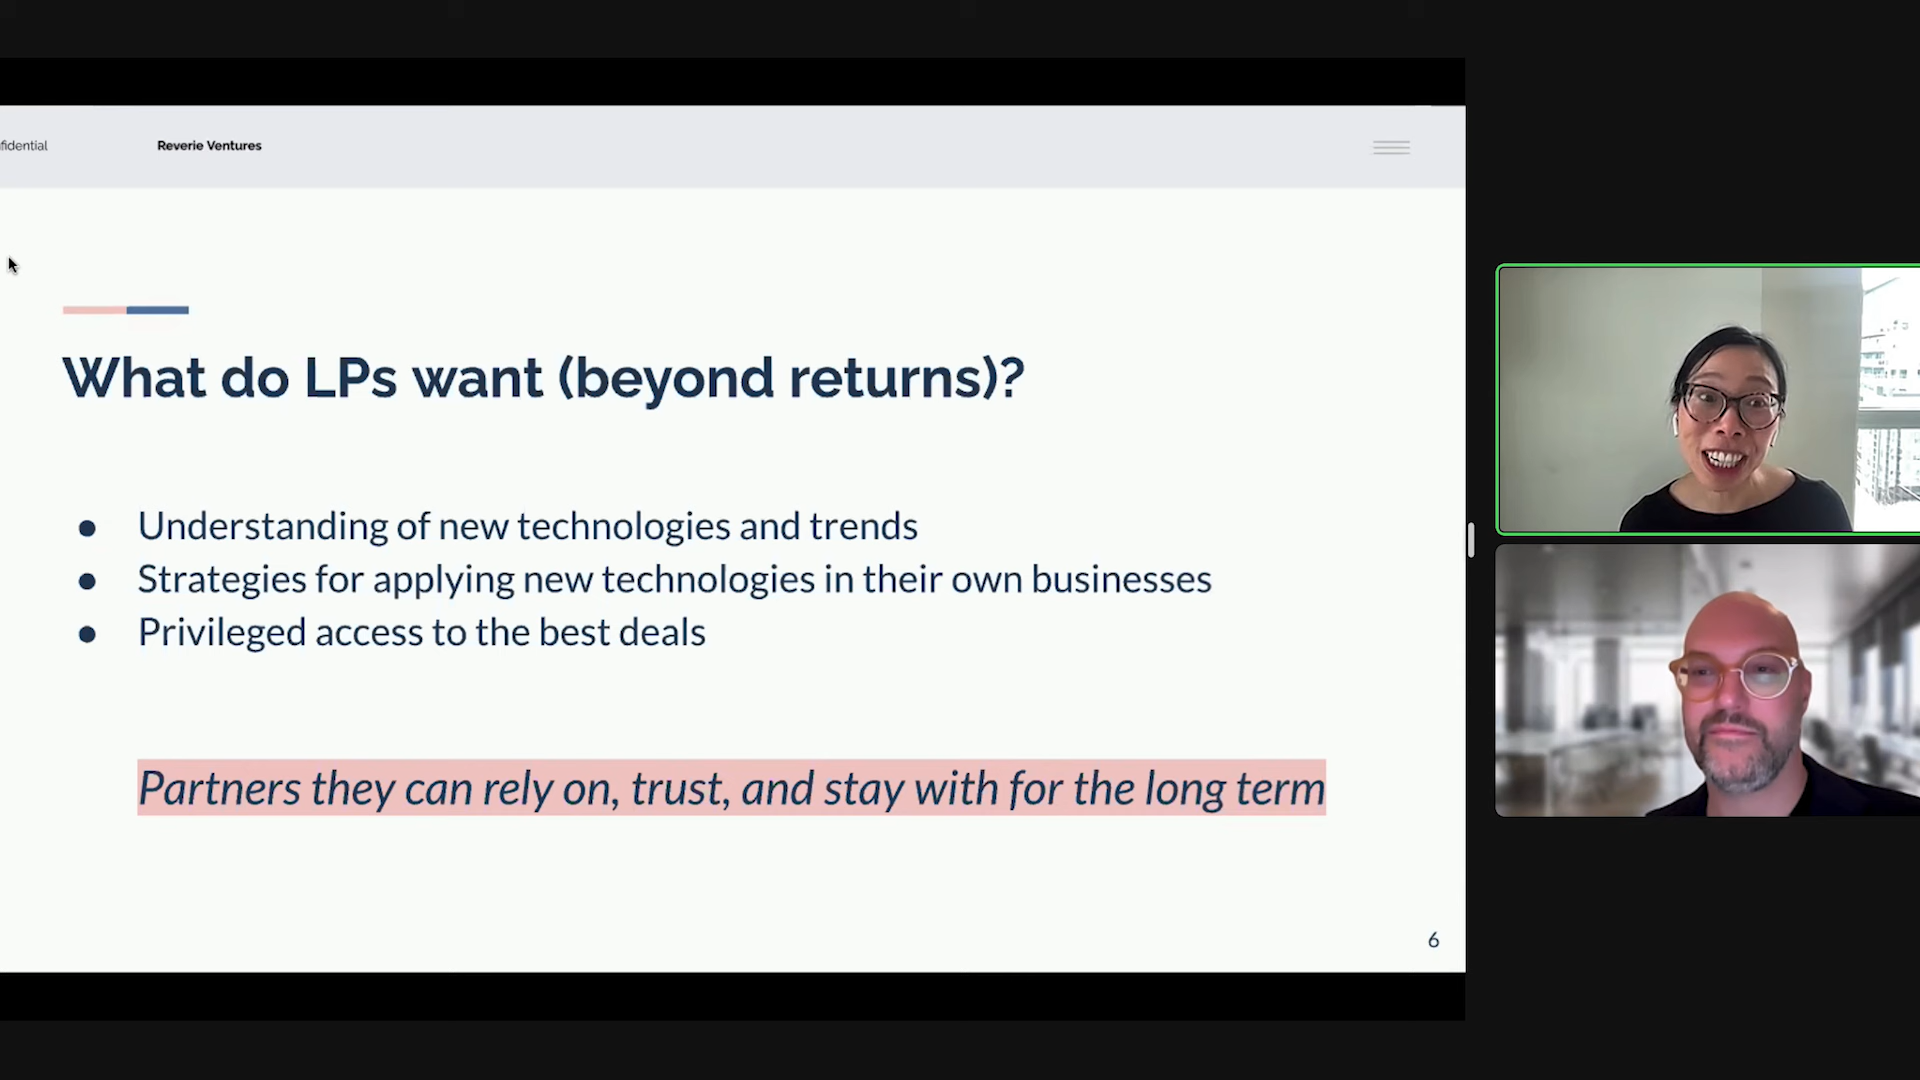 fidential
Reverie Ventures
What do LPs want (beyond returns)?
● Understanding of new technologies and trends
● Strategies for applying new technologies in their own businesses
● Privileged access to the best deals
Partners they can rely on, trust, and stay with for the long term
6